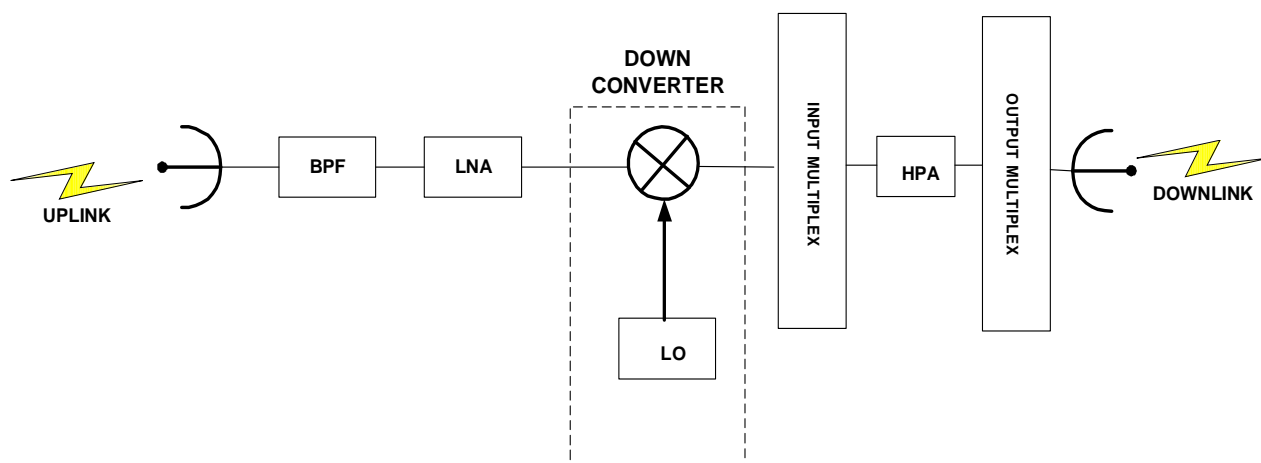 DOWN
CONVERTER
UPLINK
BPF
LNA
LO
INPUT MULTIPLEX
HPA
OUTPUT MULTIPLEX
DOWNLINK